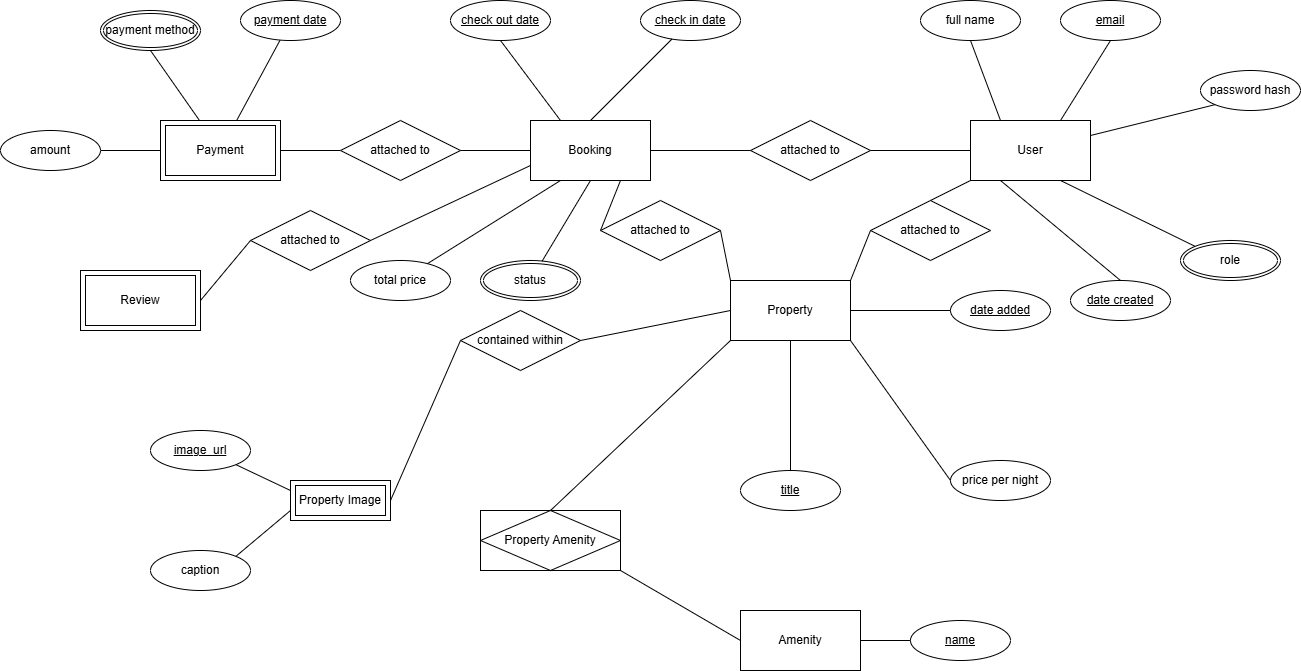 payment method
payment date
check out date
check in date
full name
email
password hash
amount
Payment
attached to
Booking
attached to
User
attached to
attached to
attached to
Review
total price
status
role
date created
Property
date added
contained within
image_url
Property Image
caption
title
price per night
Property Amenity
Amenity
name